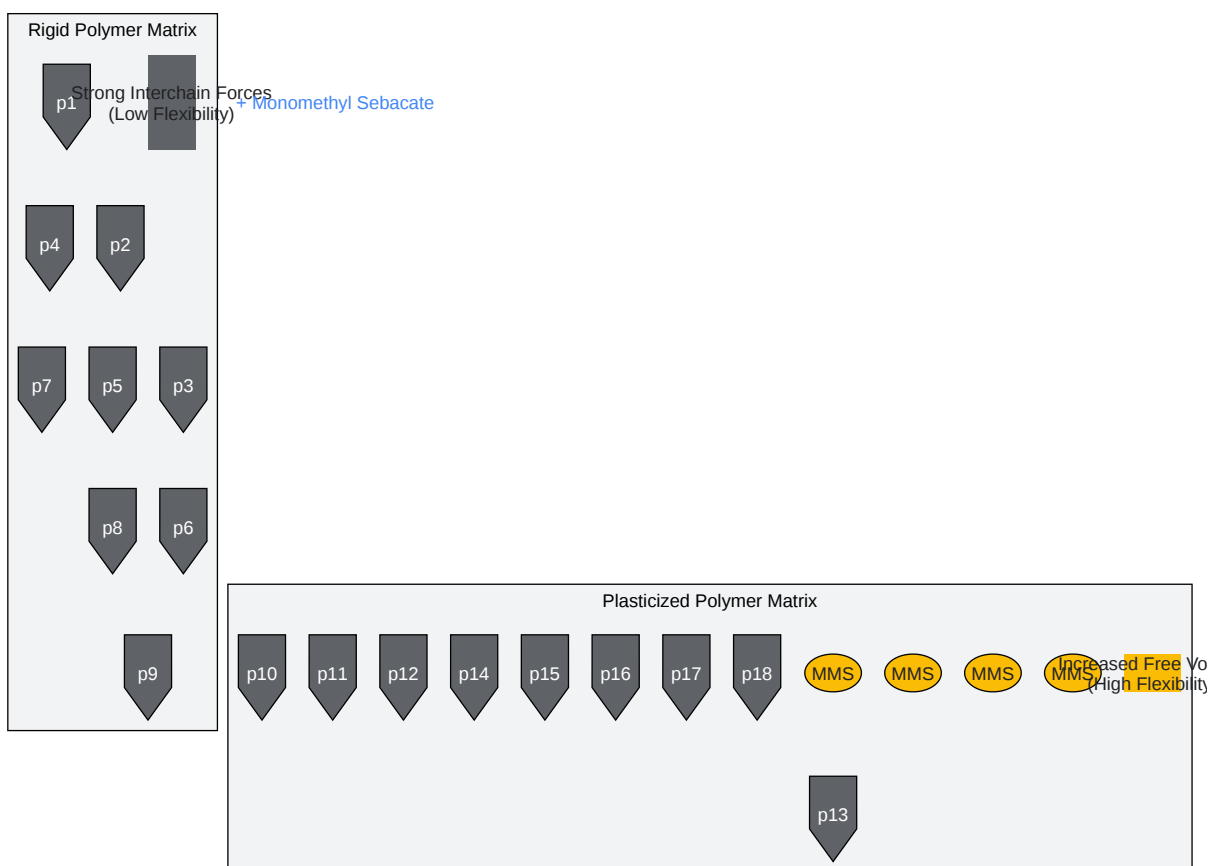 Rigid Polymer Matrix
p1
Strong Interchain Forces
(Low Flexibility)
+ Monomethyl Sebacate
p4 p2
p7 p5 p3
p8 p6
p9
Plasticized Polymer Matrix
p10 p11 p12 p14 p15 p16 p17 p18 MMS MMS MMS MMS
Increased Free Vo
(High Flexibility
p13